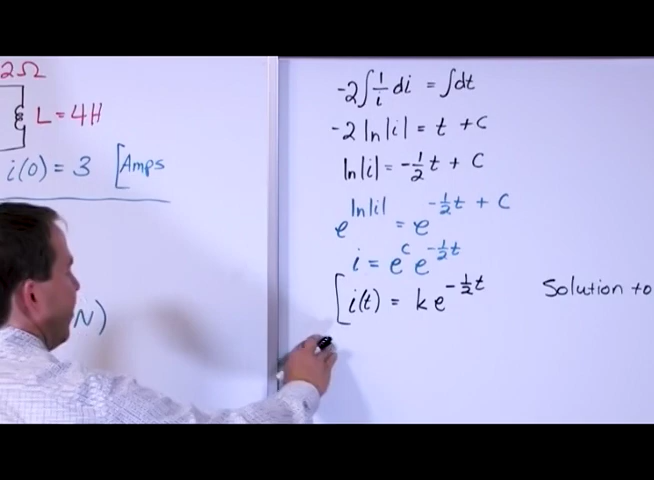 2Ω
L = 4H
i(0) = 3 [Amps
N)
-2∫1/i di = ∫dt
-2 ln|i| = t + C
ln|i| = -1/2 t + C
e^ln|i| = e^-1/2 t + C
i = e^c e^-1/2 t
[i(t) = k e^-1/2 t
Solution to